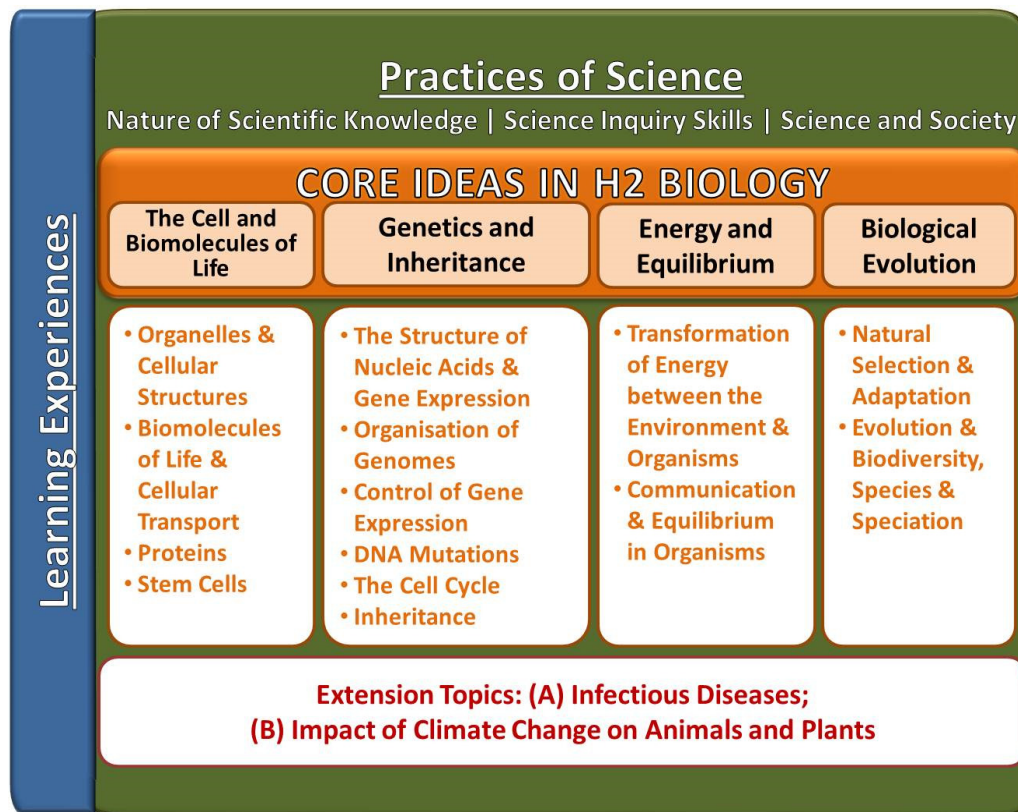 Learning Experiences
Practices of Science
Nature of Scientific Knowledge | Science Inquiry Skills | Science and Society
CORE IDEAS IN H2 BIOLOGY
The Cell and
Biomolecules of
Life
• Organelles &
Cellular
Structures
• Biomolecules
of Life &
Cellular
Transport
• Proteins
• Stem Cells
Genetics and
Inheritance
• The Structure of
Nucleic Acids &
Gene Expression
• Organisation of
Genomes
• Control of Gene
Expression
• DNA Mutations
• The Cell Cycle
• Inheritance
Energy and
Equilibrium
• Transformation
of Energy
between the
Environment &
Organisms
• Communication
& Equilibrium
in Organisms
Biological
Evolution
• Natural
Selection &
Adaptation
• Evolution &
Biodiversity,
Species &
Speciation
Extension Topics: (A) Infectious Diseases;
(B) Impact of Climate Change on Animals and Plants